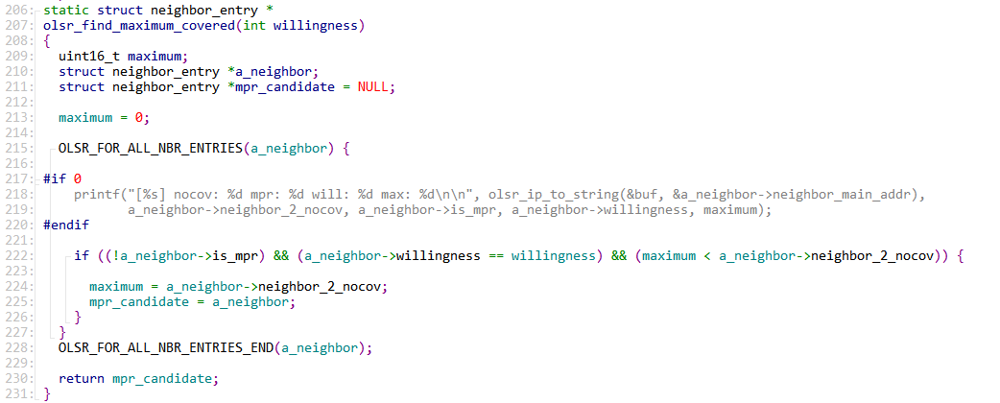 206: static struct neighbor_entry *
207: olsr_find_maximum_covered(int willingness)
208: {
209:   uint16_t maximum;
210:   struct neighbor_entry *a_neighbor;
211:   struct neighbor_entry *mpr_candidate = NULL;
212:
213:   maximum = 0;
214:
215:   OLSR_FOR_ALL_NBR_ENTRIES(a_neighbor) {
216:
217: #if 0
218:     printf("[%s] nocov: %d mpr: %d will: %d max: %d\n\n", olsr_ip_to_string(&buf, &a_neighbor->neighbor_main_addr),
219:            a_neighbor->neighbor_2_nocov, a_neighbor->is_mpr, a_neighbor->willingness, maximum);
220: #endif
221:
222:     if ((!a_neighbor->is_mpr) && (a_neighbor->willingness == willingness) && (maximum < a_neighbor->neighbor_2_nocov)) {
223:
224:       maximum = a_neighbor->neighbor_2_nocov;
225:       mpr_candidate = a_neighbor;
226:     }
227:   }
228:   OLSR_FOR_ALL_NBR_ENTRIES_END(a_neighbor);
229:
230:   return mpr_candidate;
231: }